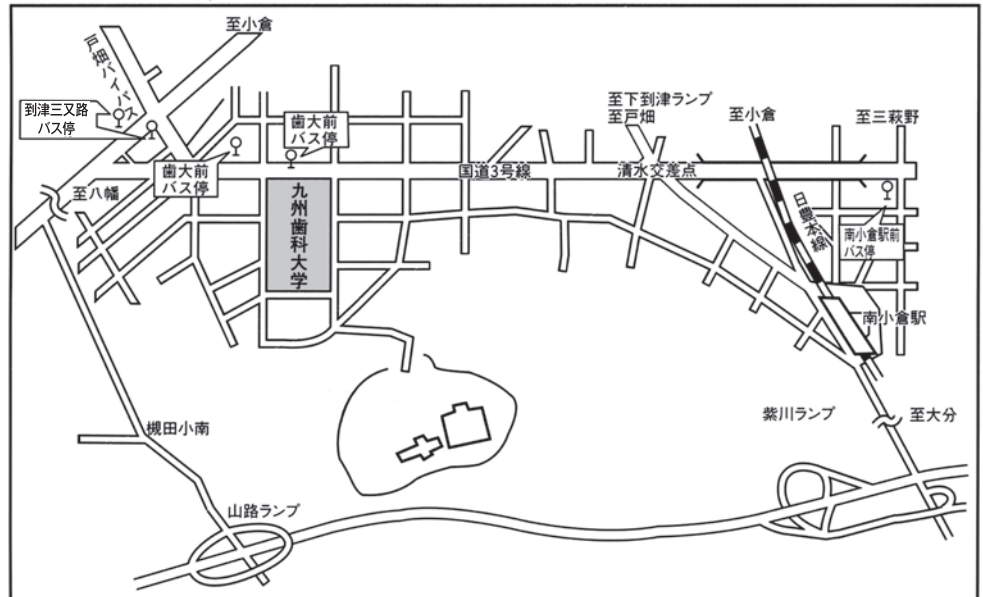 至小倉
戸畑バイパス
到津三又路
バス停
歯大前
バス停
歯大前
バス停
至八幡
九州歯科大学
国道3号線
至下到津ランプ
至戸畑
清水交差点
至小倉
至三萩野
日豊本線
南小倉駅前
バス停
南小倉駅
紫川ランプ
至大分
槻田小南
山路ランプ